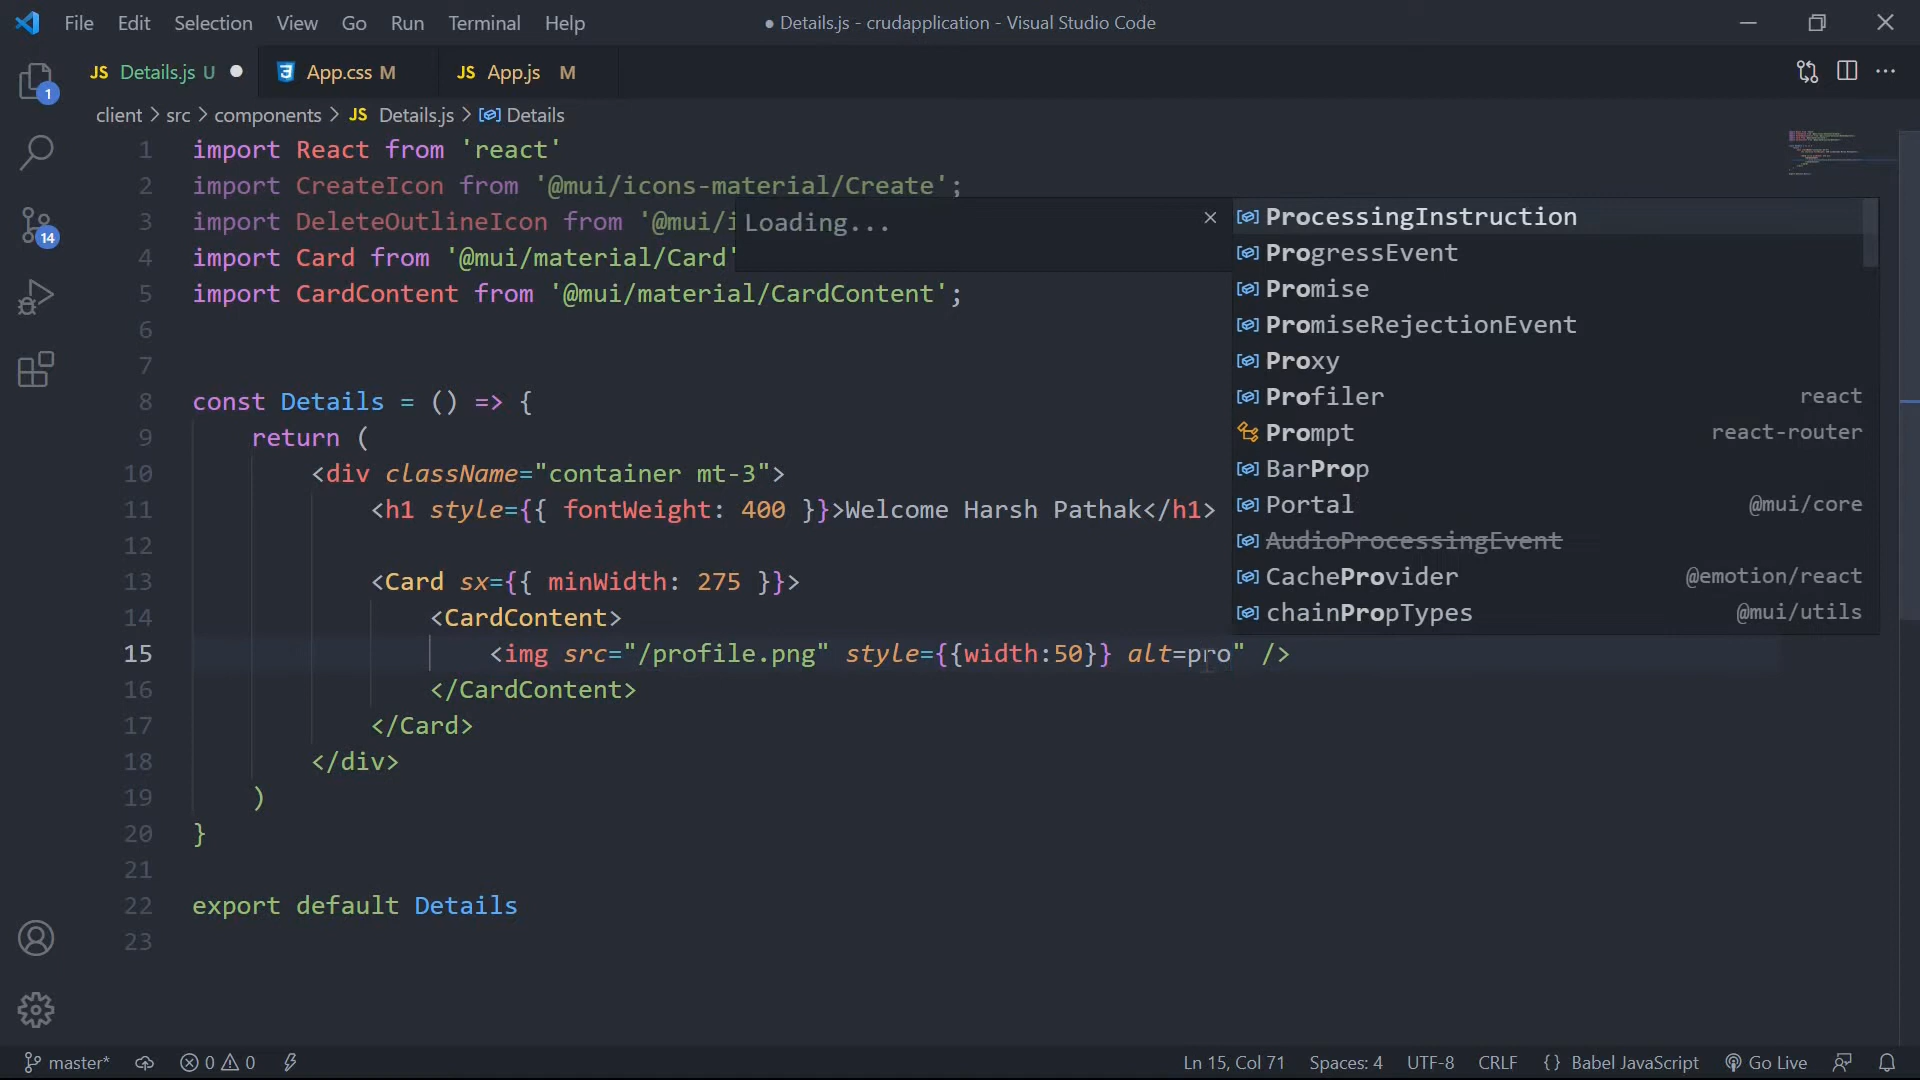 File Edit Selection View Go Run Terminal Help
● Details.js - crudapplication - Visual Studio Code
JS Details.js U
App.css M
JS App.js M
client > src > components > JS Details.js > Details
1
14
1 import React from 'react'
2 import CreateIcon from '@mui/icons-material/Create';
3 import DeleteOutlineIcon from '@mui/i
4 import Card from '@mui/material/Card'
5 import CardContent from '@mui/material/CardContent';
6
7
8 const Details = () => {
9 return (
10 <div className="container mt-3">
11 <h1 style={{ fontWeight: 400 }}>Welcome Harsh Pathak</h1>
12
13 <Card sx={{ minWidth: 275 }}>
14 <CardContent>
15 <img src="/profile.png" style={{width:50}} alt=pro" />
16 </CardContent>
17 </Card>
18 </div>
19 )
20 }
21
22 export default Details
23
Loading...
ProcessingInstruction
ProgressEvent
Promise
PromiseRejectionEvent
Proxy
Profiler react
Prompt react-router
BarProp
Portal @mui/core
AudioProcessingEvent
CacheProvider @emotion/react
chainPropTypes @mui/utils
master* 0 0 Ln 15, Col 71 Spaces: 4 UTF-8 CRLF {} Babel JavaScript Go Live